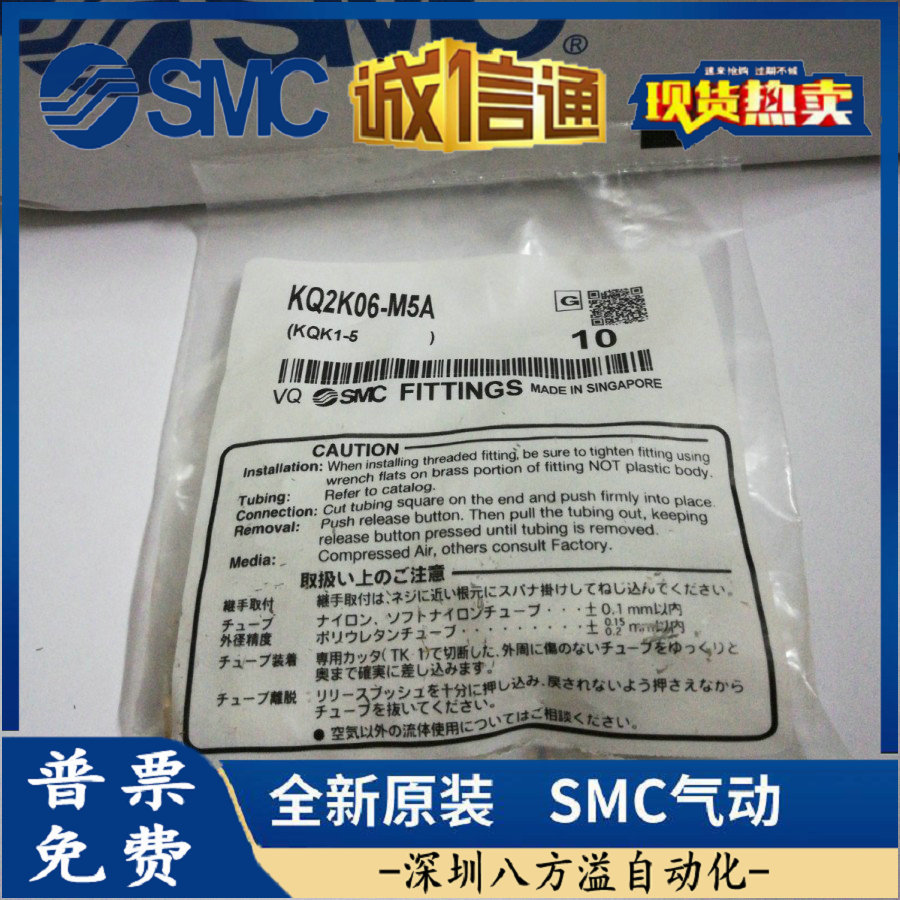 SMC®
SMC
诚信通
速来抢购 过期不候
现货热卖
KQ2K06-M5A
G
(KQK1-5 )
10
VQ SMC FITTINGS MADE IN SINGAPORE
CAUTION
Installation: When installing threaded fitting, be sure to tighten fitting using
wrench flats on brass portion of fitting NOT plastic body.
Tubing: Refer to catalog.
Connection: Cut tubing square on the end and push firmly into place.
Removal: Push release button. Then pull the tubing out, keeping
release button pressed until tubing is removed.
Media: Compressed Air, others consult Factory.
取扱い上のご注意
継手取付 継手取付は、ネジに近い根元にスパナ掛けしてねじ込んでください。
チューブ ナイロン、ソフトナイロンチューブ・・・± 0.1 mm以内
外径精度 ポリウレタンチューブ・・・・・・・・・± 0.15 0.2 mm以内
チューブ装着 専用カッタ(TK-1)で切断した、外周に傷のないチューブをゆっくりと
奥まで確実に差し込みます。
チューブ離脱 リリースプッシュを十分に押し込み、戻されないよう押さえながら
チューブを抜いてください。
● 空気以外の流体使用についてはご相談ください。
普票
免费
全新原装 SMC气动
-深圳八方溢自动化-